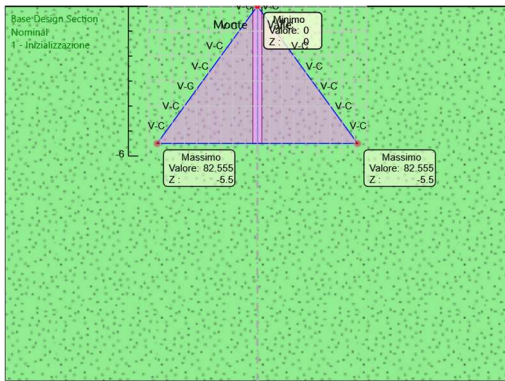 Base Design Section
Nominal
1 - Inizializzazione
V-C
V-C
Monte
Valle
Minimo
Valore: 0
Z : 0
V-C
V-C
V-C
V-C
V-C
V-C
V-C
V-C
V-C
V-C
-6
Massimo
Valore: 82.555
Z : -5.5
Massimo
Valore: 82.555
Z : -5.5